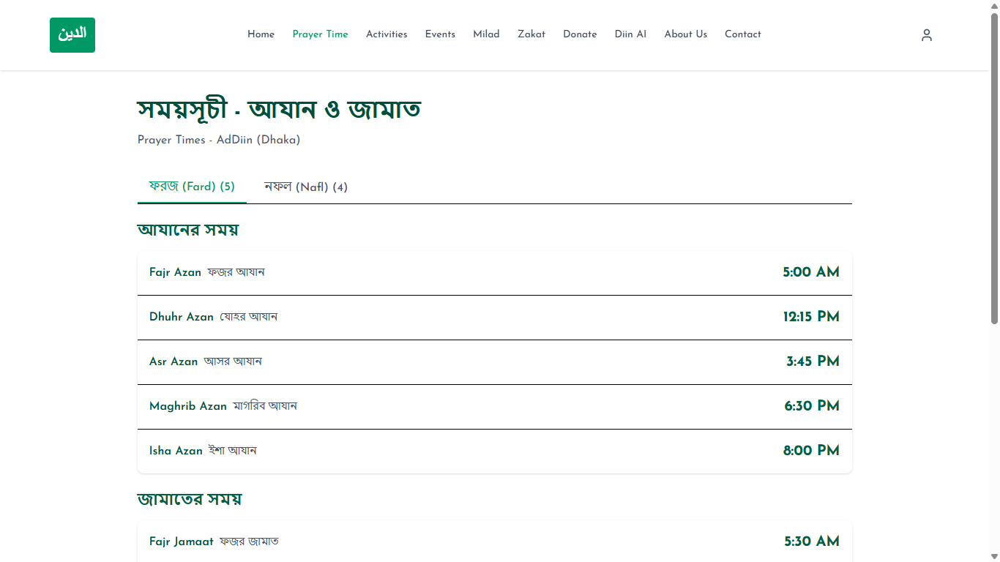 الدين
Home Prayer Time Activities Events Milad Zakat Donate Diin AI About Us Contact
সময়সূচী - আযান ও জামাত
Prayer Times - AdDiin (Dhaka)
ফরজ (Fard) (5) নফল (Nafl) (4)
আযানের সময়
Fajr Azan ফজর আযান 5:00 AM
Dhuhr Azan যোহর আযান 12:15 PM
Asr Azan আসর আযান 3:45 PM
Maghrib Azan মাগরিব আযান 6:30 PM
Isha Azan ইশা আযান 8:00 PM
জামাতের সময়
Fajr Jamaat ফজর জামাত 5:30 AM